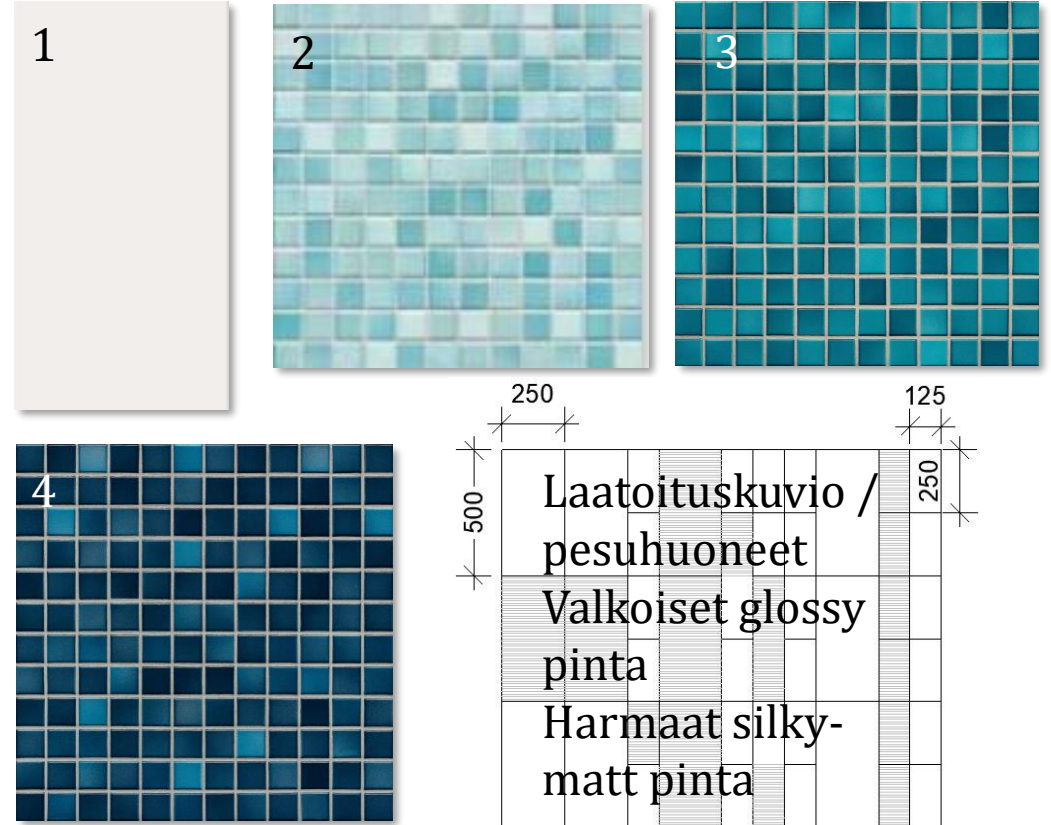 1
2
3
250
125
4
500
250
Laatoituskuvio /
pesuhuoneet
Valkoiset glossy
pinta
Harmaat silky-
matt pinta